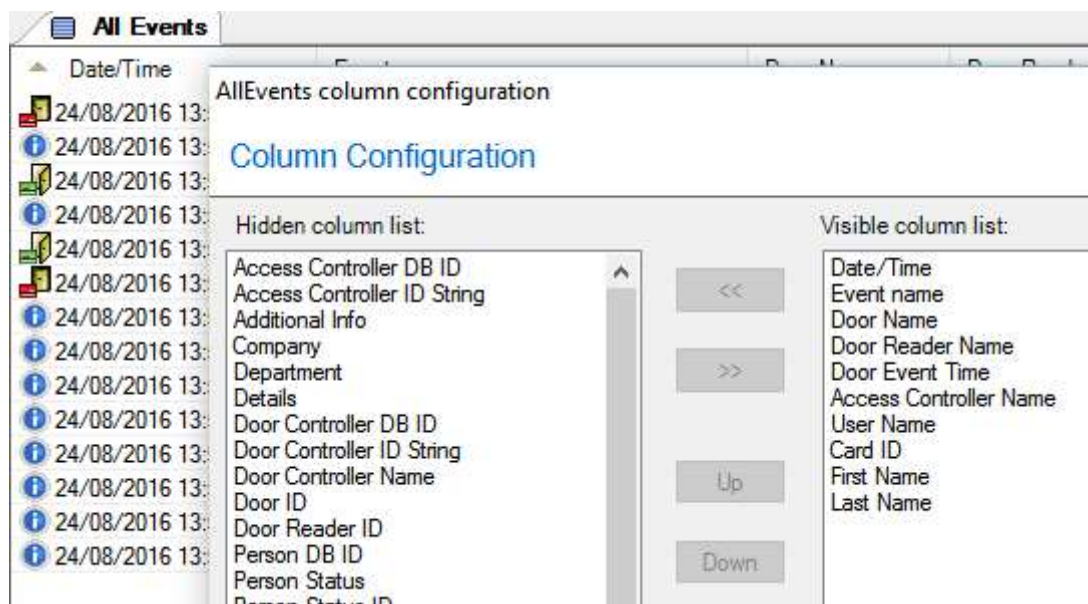 All Events
Date/Time
AllEvents column configuration
Column Configuration
24/08/2016 13:
24/08/2016 13:
24/08/2016 13:
24/08/2016 13:
24/08/2016 13:
24/08/2016 13:
24/08/2016 13:
24/08/2016 13:
24/08/2016 13:
24/08/2016 13:
24/08/2016 13:
24/08/2016 13:
24/08/2016 13:
24/08/2016 13:
Hidden column list:
Access Controller DB ID
Access Controller ID String
Additional Info
Company
Department
Details
Door Controller DB ID
Door Controller ID String
Door Controller Name
Door ID
Door Reader ID
Person DB ID
Person Status
<<
>>
Up
Down
Visible column list:
Date/Time
Event name
Door Name
Door Reader Name
Door Event Time
Access Controller Name
User Name
Card ID
First Name
Last Name